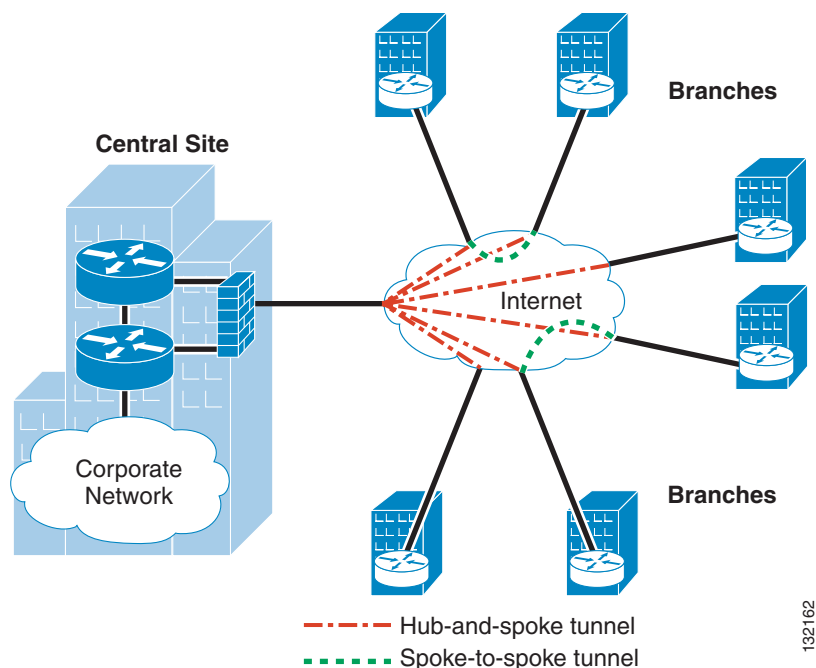 Branches
Central Site
Internet
Corporate
Network
Branches
Hub-and-spoke tunnel
Spoke-to-spoke tunnel
132162